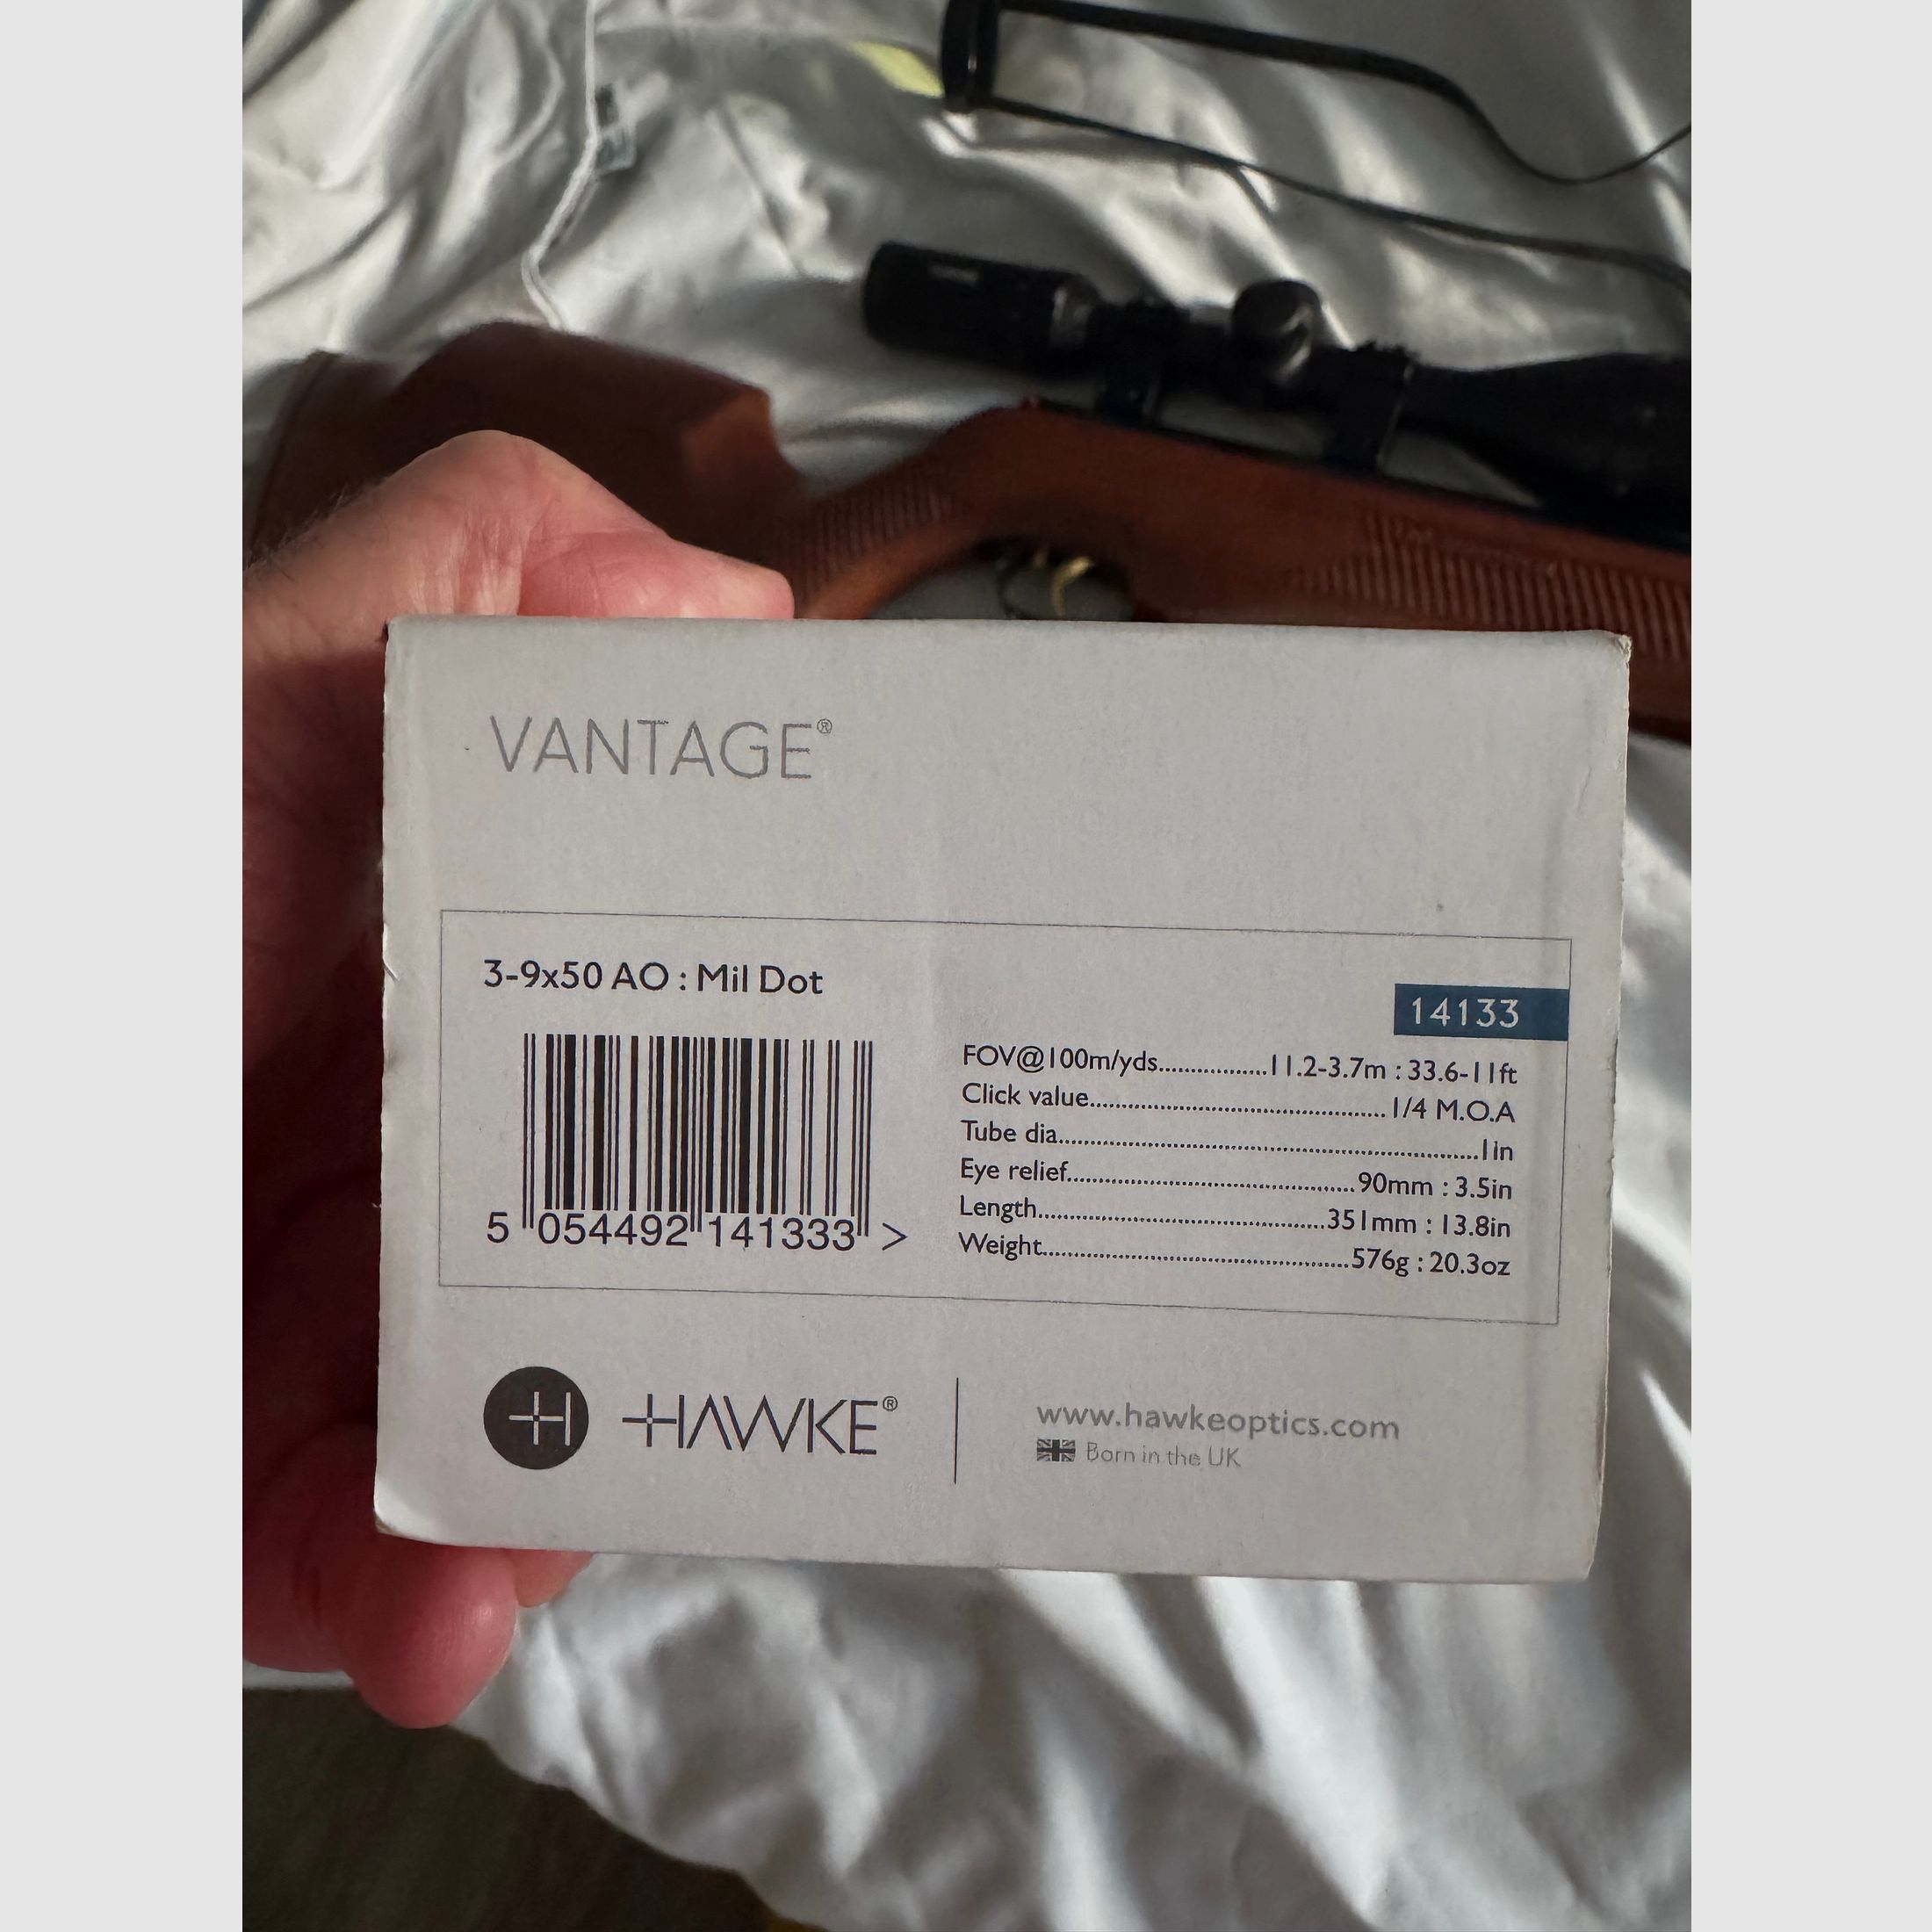 VANTAGE®
3-9x50 AO : Mil Dot
14133
FOV@100m/yds.................11.2-3.7m : 33.6-11ft
Click value..............................................1/4 M.O.A
Tube dia.................................................................1in
Eye relief.............................................90mm : 3.5in
Length.............................................351mm : 13.8in
Weight................................................576g : 20.3oz
5 054492 141333 >
H HAWKE®
www.hawkeoptics.com
Born in the UK